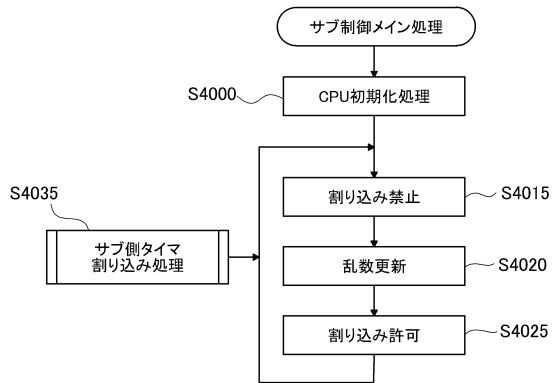 サブ制御メイン処理
S4000
CPU初期化処理
S4035
割り込み禁止
S4015
サブ側タイマ
割り込み処理
乱数更新
S4020
割り込み許可
S4025